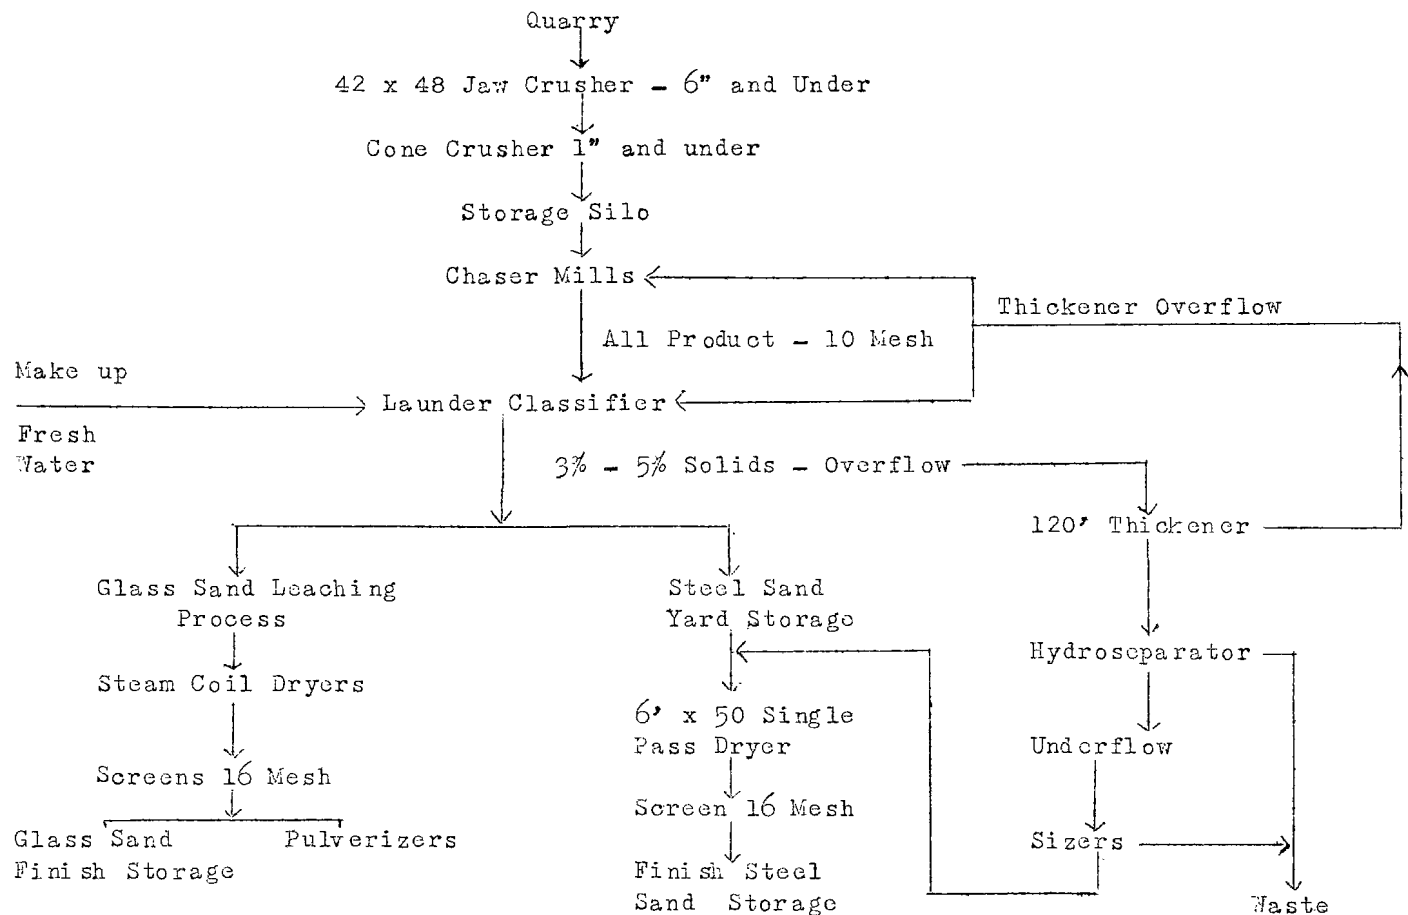 Quarry
42 x 48 Jaw Crusher - 6" and Under
Cone Crusher 1" and under
Storage Silo
Chaser Mills
Thickener Overflow
All Product - 10 Mesh
Make up
Launder Classifier
Fresh
Water
3% - 5% Solids - Overflow
120' Thickener
Glass Sand Leaching
Process
Steel Sand
Yard Storage
Hydroseparator
Steam Coil Dryers
6' x 50 Single
Pass Dryer
Underflow
Screens 16 Mesh
Screen 16 Mesh
Glass Sand
Finish Storage
Pulverizers
Sizers
Finish Steel
Sand Storage
Waste